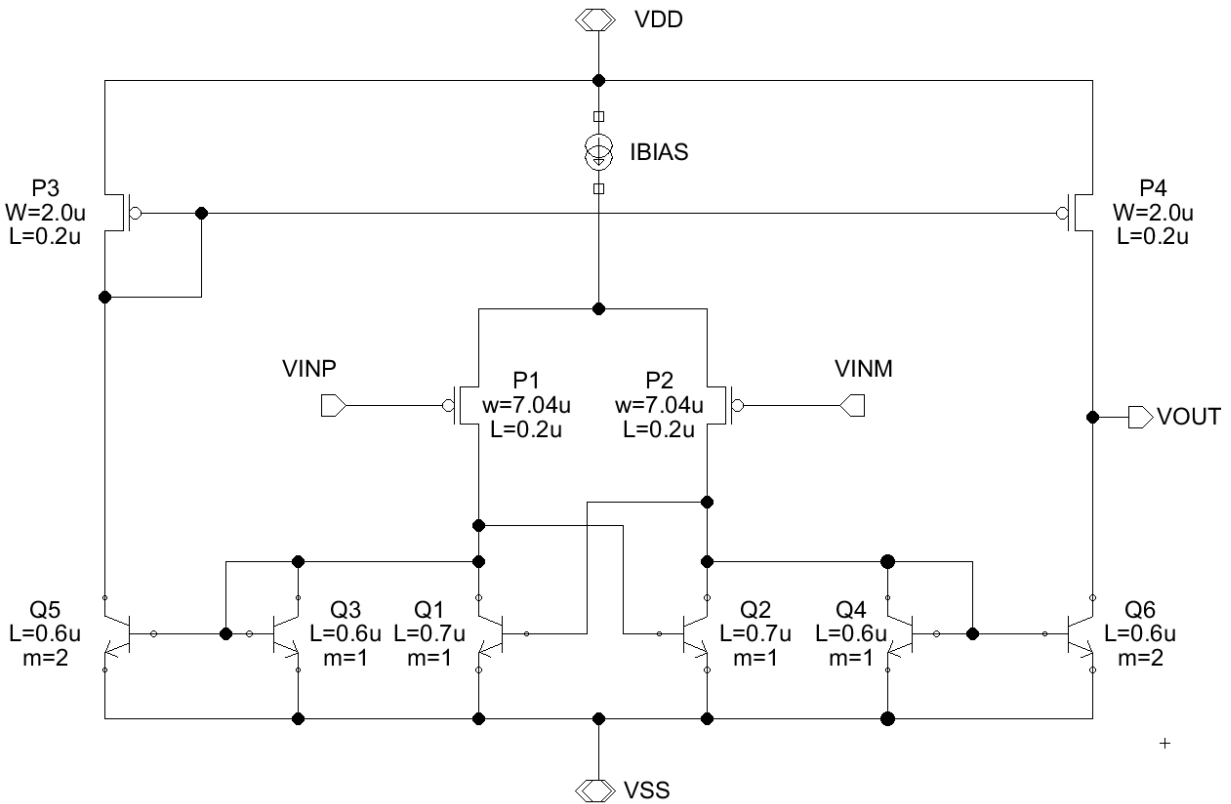 VDD
IBIAS
P3
W=2.0u
L=0.2u
P4
W=2.0u
L=0.2u
VINP
P1
w=7.04u
L=0.2u
P2
w=7.04u
L=0.2u
VINM
VOUT
Q5
L=0.6u
m=2
Q3
L=0.6u
m=1
Q1
L=0.7u
m=1
Q2
L=0.7u
m=1
Q4
L=0.6u
m=1
Q6
L=0.6u
m=2
VSS